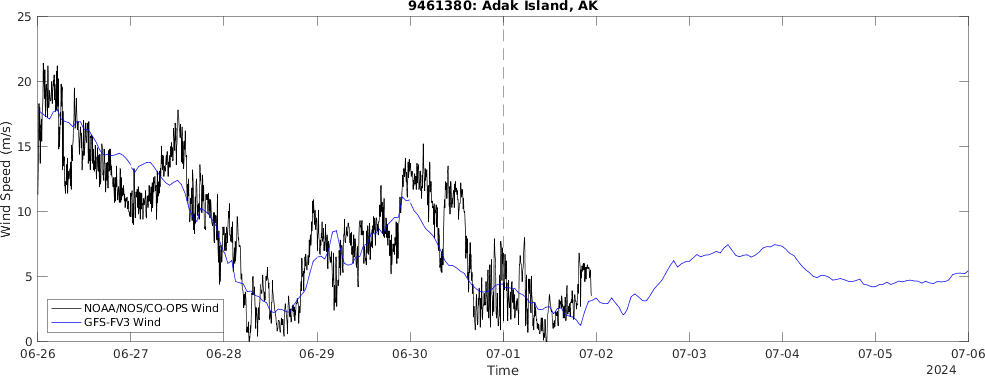 9461380: Adak Island, AK
Wind Speed (m/s)
25
20
15
10
5
0
NOAA/NOS/CO-OPS Wind
GFS-FV3 Wind
06-26 06-27 06-28 06-29 06-30 07-01 07-02 07-03 07-04 07-05 07-06
Time
2024